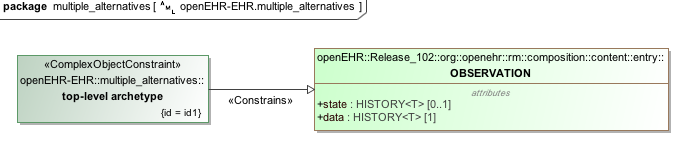 package multiple_alternatives [ AML openEHR-EHR.multiple_alternatives ]
«ComplexObjectConstraint»
openEHR-EHR::multiple_alternatives::
top-level archetype
{id = id1}
«Constrains»
openEHR::Release_102::org::openehr::rm::composition::content::entry::
OBSERVATION
attributes
+state : HISTORY<T> [0..1]
+data : HISTORY<T> [1]